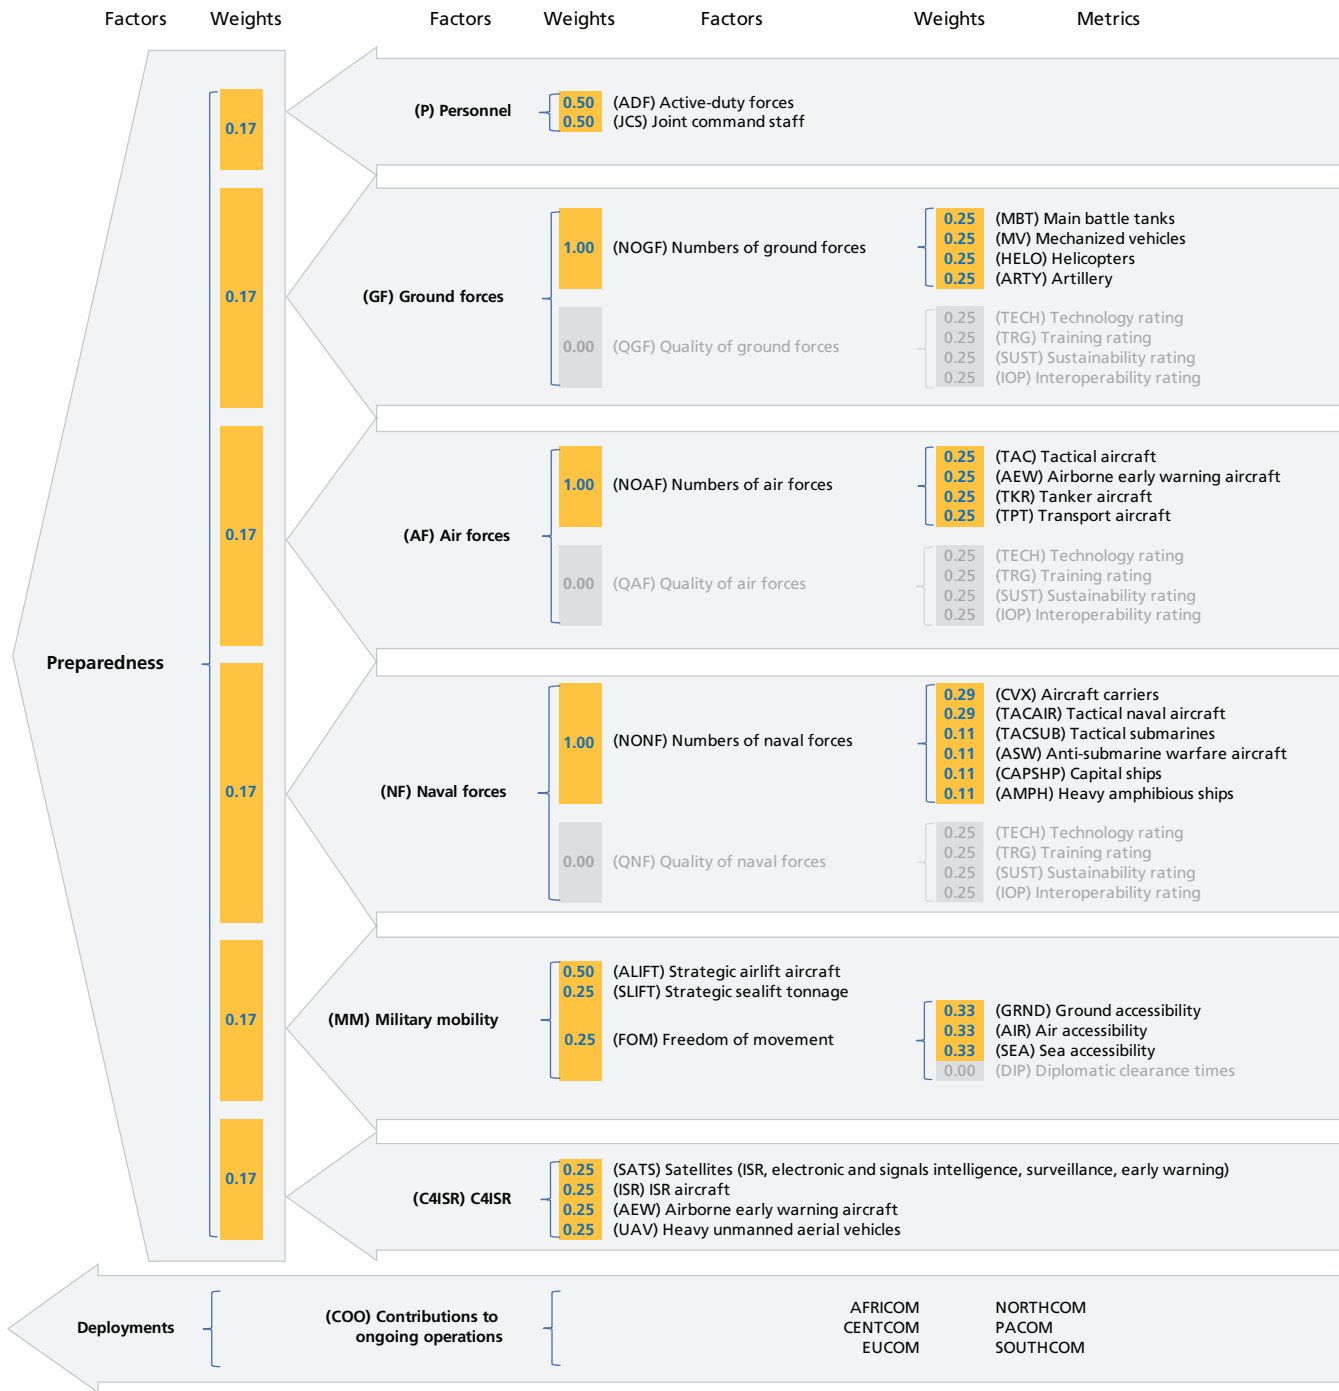 Factors Weights Factors Weights Factors Weights Metrics
Preparedness
0.17
(P) Personnel
0.50 (ADF) Active-duty forces
0.50 (JCS) Joint command staff
0.17
(GF) Ground forces
1.00 (NOGF) Numbers of ground forces
0.25 (MBT) Main battle tanks
0.25 (MV) Mechanized vehicles
0.25 (HELO) Helicopters
0.25 (ARTY) Artillery
0.00 (QGF) Quality of ground forces
0.25 (TECH) Technology rating
0.25 (TRG) Training rating
0.25 (SUST) Sustainability rating
0.25 (IOP) Interoperability rating
0.17
(AF) Air forces
1.00 (NOAF) Numbers of air forces
0.25 (TAC) Tactical aircraft
0.25 (AEW) Airborne early warning aircraft
0.25 (TKR) Tanker aircraft
0.25 (TPT) Transport aircraft
0.00 (QAF) Quality of air forces
0.25 (TECH) Technology rating
0.25 (TRG) Training rating
0.25 (SUST) Sustainability rating
0.25 (IOP) Interoperability rating
0.17
(NF) Naval forces
1.00 (NONF) Numbers of naval forces
0.29 (CVX) Aircraft carriers
0.29 (TACAIR) Tactical naval aircraft
0.11 (TACSUB) Tactical submarines
0.11 (ASW) Anti-submarine warfare aircraft
0.11 (CAPSHP) Capital ships
0.11 (AMPH) Heavy amphibious ships
0.00 (QNF) Quality of naval forces
0.25 (TECH) Technology rating
0.25 (TRG) Training rating
0.25 (SUST) Sustainability rating
0.25 (IOP) Interoperability rating
0.17
(MM) Military mobility
0.50 (ALIFT) Strategic airlift aircraft
0.25 (SLIFT) Strategic sealift tonnage
0.25 (FOM) Freedom of movement
0.33 (GRND) Ground accessibility
0.33 (AIR) Air accessibility
0.33 (SEA) Sea accessibility
0.00 (DIP) Diplomatic clearance times
0.17
(C4ISR) C4ISR
0.25 (SATS) Satellites (ISR, electronic and signals intelligence, surveillance, early warning)
0.25 (ISR) ISR aircraft
0.25 (AEW) Airborne early warning aircraft
0.25 (UAV) Heavy unmanned aerial vehicles
Deployments
(COO) Contributions to
ongoing operations
AFRICOM NORTHCOM
CENTCOM PACOM
EUCOM SOUTHCOM